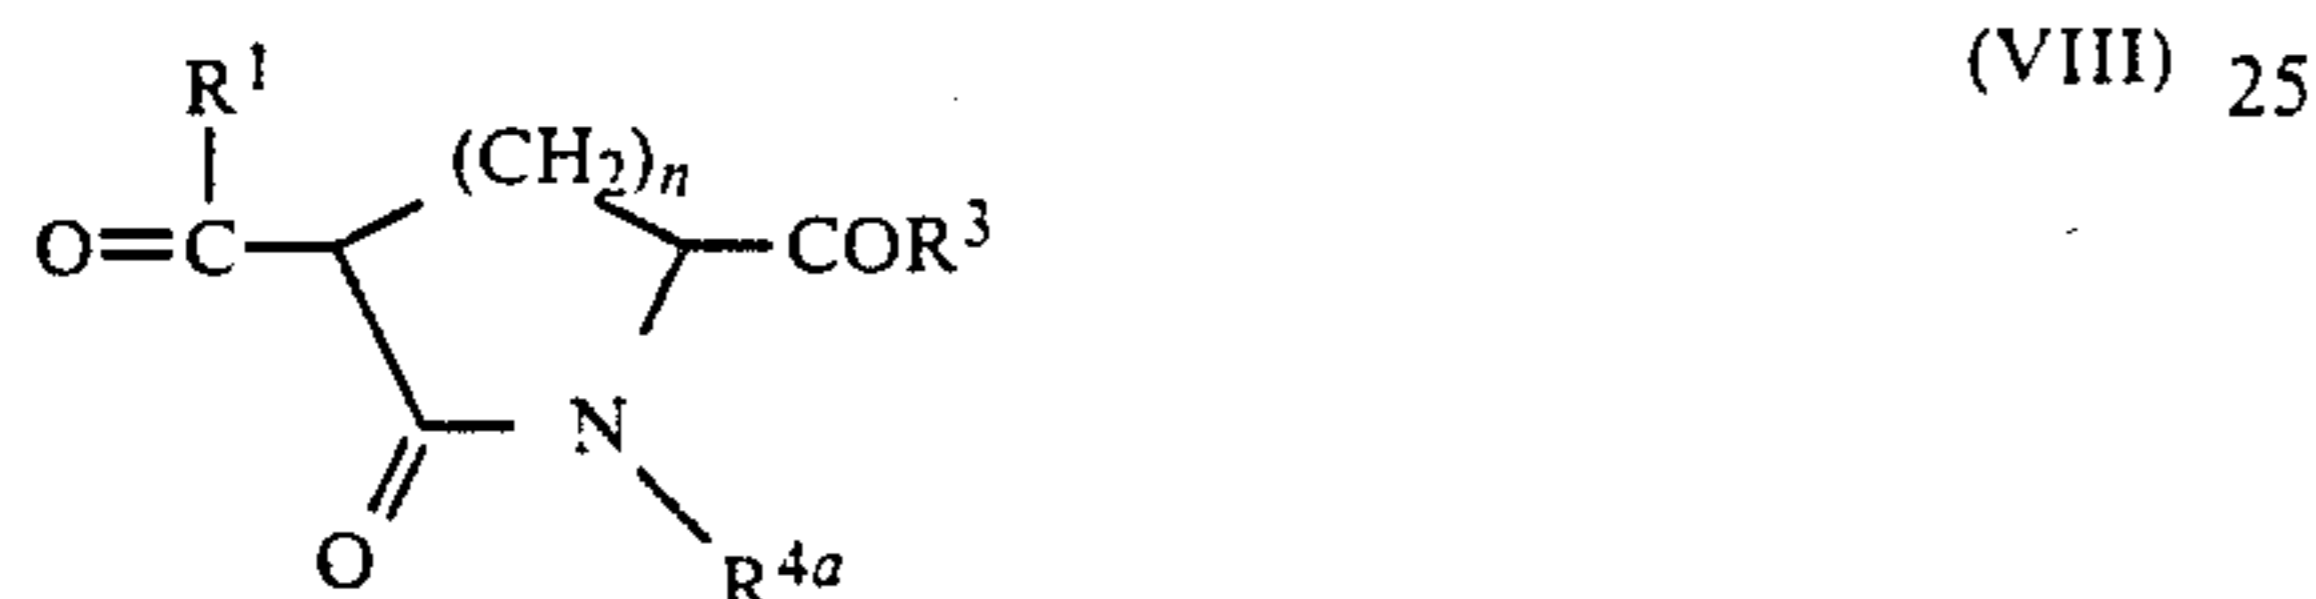 (VIII) 25
R¹
(CH₂)ₙ
O=C COR³
N
O
R⁴ᵃ